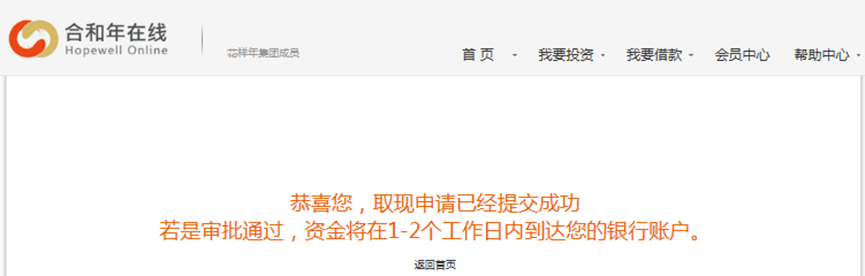 合和年在线
Hopewell Online
花样年集团成员
首 页 我要投资 我要借款 会员中心 帮助中心
恭喜您，取现申请已经提交成功
若是审批通过，资金将在1-2个工作日内到达您的银行账户。
返回首页